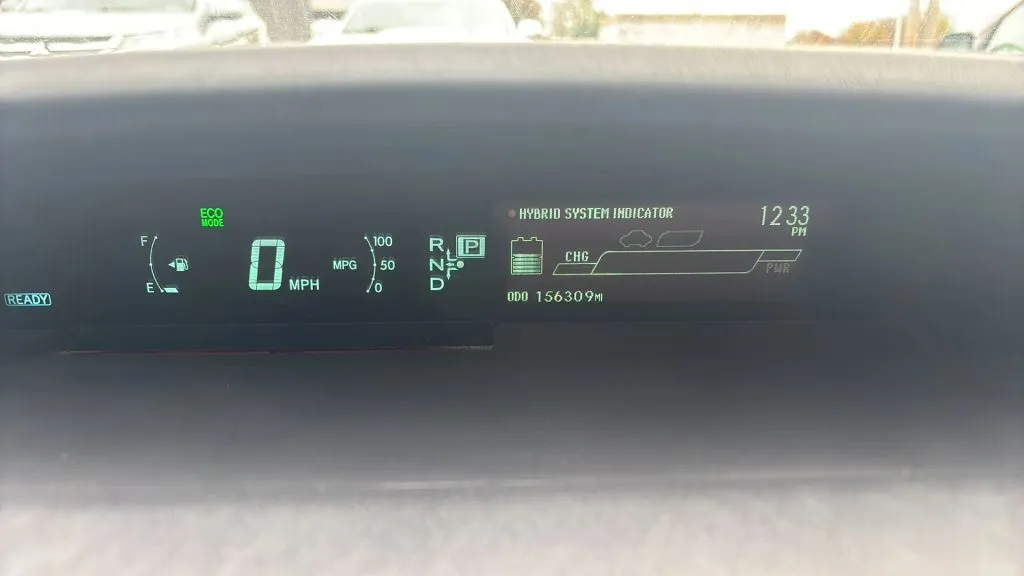 ECO
MODE
F
E
READY
0 MPH
MPG
100
50
0
R
N
D
P
HYBRID SYSTEM INDICATOR
12:33
PM
CHG
PWR
ODO 156309MI